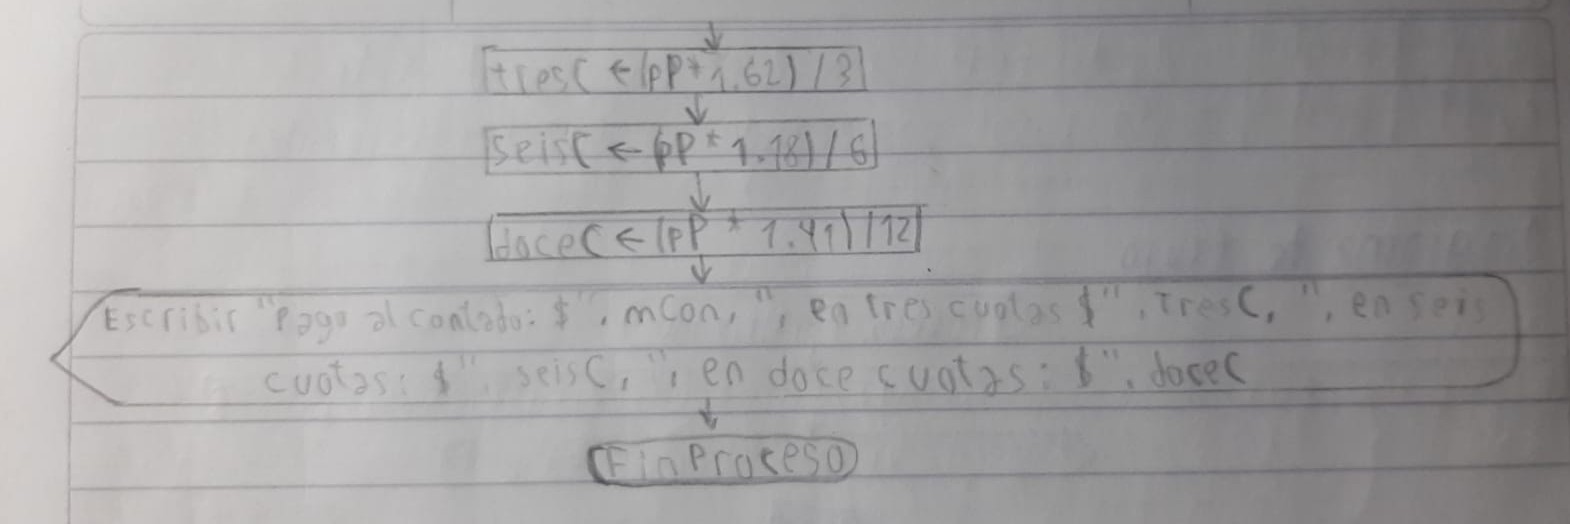 tresC ← (pP * 1.62) / 3
SeisC ← (pP * 1.18) / 6
doceC ← (pP * 1.41) / 12
Escribir "Pago al contado: $", mCon, ", en tres cuotas $", TresC, ", en seis
cuotas: $", seisC, ", en doce cuotas: $", doceC
FinProceso